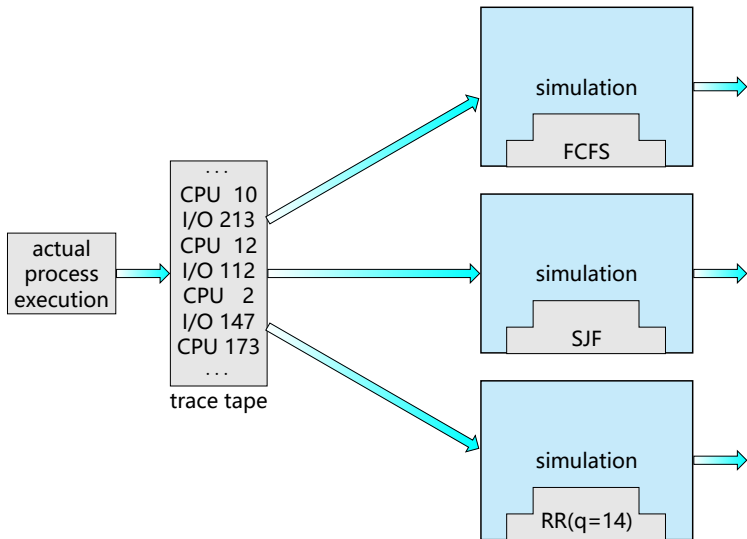 actual
process
execution
. . .
CPU 10
I/O 213
CPU 12
I/O 112
CPU 2
I/O 147
CPU 173
. . .
trace tape
simulation
FCFS
simulation
SJF
simulation
RR(q=14)